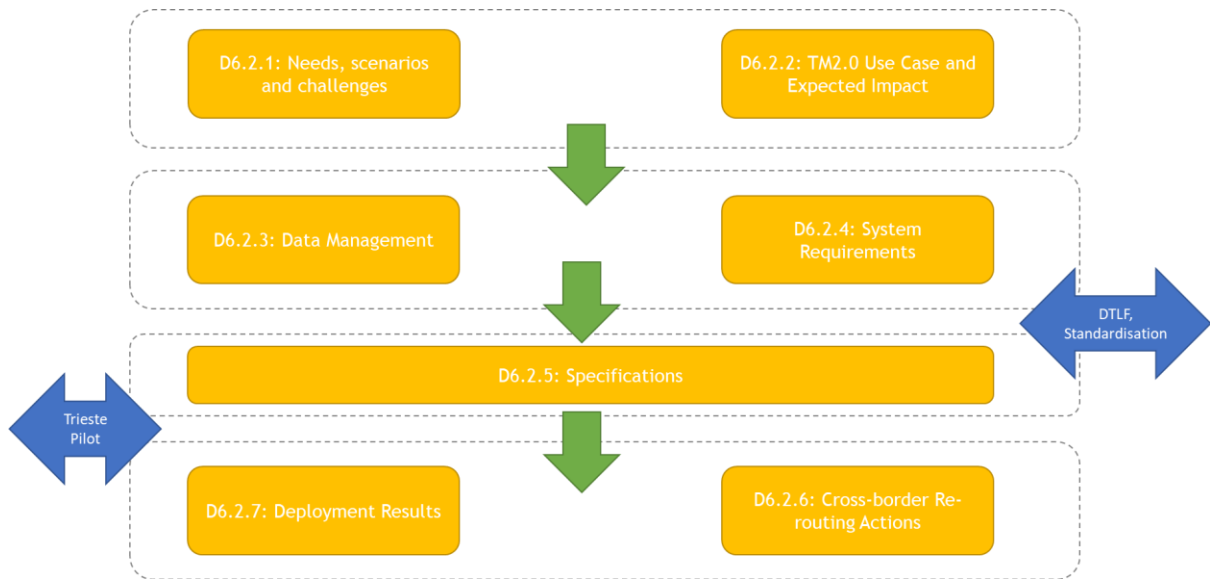 D6.2.1: Needs, scenarios
and challenges
D6.2.2: TM2.0 Use Case and
Expected Impact
D6.2.3: Data Management
D6.2.4: System
Requirements
DTLF,
Standardisation
D6.2.5: Specifications
Trieste
Pilot
D6.2.7: Deployment Results
D6.2.6: Cross-border Re-
routing Actions